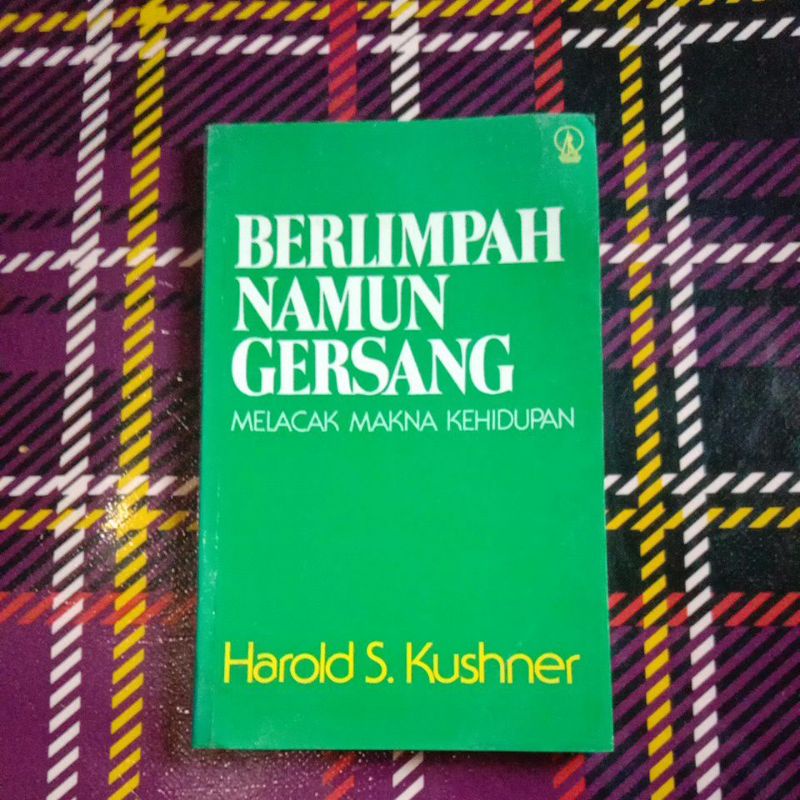 BERLIMPAH
NAMUN
GERSANG
MELACAK MAKNA KEHIDUPAN
Harold S. Kushner